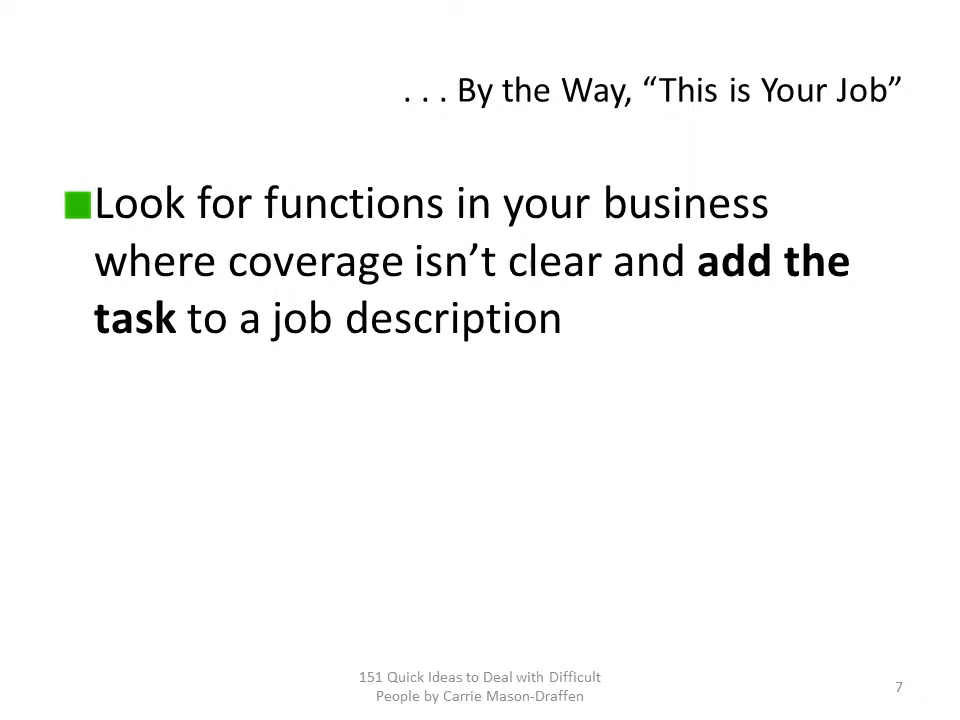 . . . By the Way, “This is Your Job”
Look for functions in your business
where coverage isn’t clear and add the
task to a job description
151 Quick Ideas to Deal with Difficult
People by Carrie Mason-Draffen
7